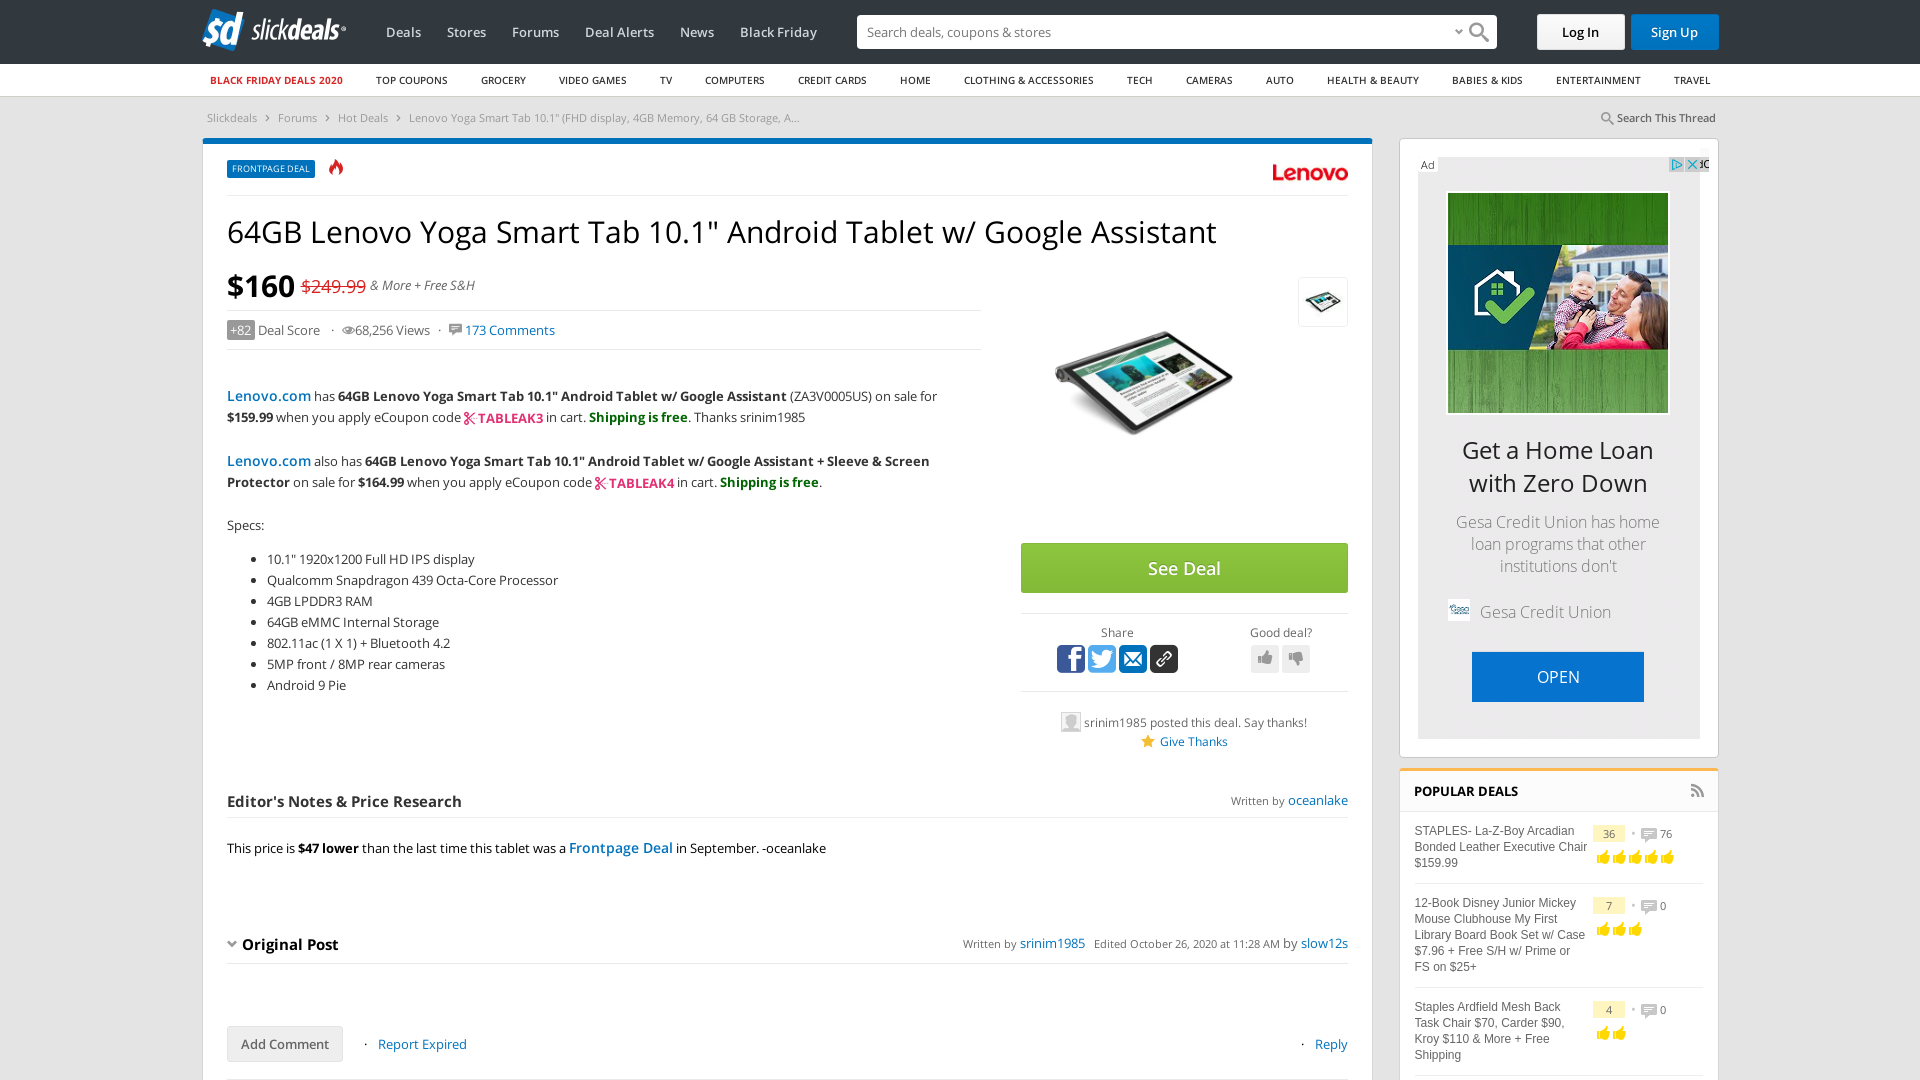 sd slickdeals
Deals
Stores
Forums
Deal Alerts
News
Black Friday
Search deals, coupons & stores
Log In
Sign Up
BLACK FRIDAY DEALS 2020
TOP COUPONS
GROCERY
VIDEO GAMES
TV
COMPUTERS
CREDIT CARDS
HOME
CLOTHING & ACCESSORIES
TECH
CAMERAS
AUTO
HEALTH & BEAUTY
BABIES & KIDS
ENTERTAINMENT
TRAVEL
Slickdeals › Forums › Hot Deals › Lenovo Yoga Smart Tab 10.1" (FHD display, 4GB Memory, 64 GB Storage, A...
Search This Thread
FRONTPAGE DEAL
Lenovo
64GB Lenovo Yoga Smart Tab 10.1" Android Tablet w/ Google Assistant
$160 $249.99 & More + Free S&H
+82 Deal Score · 68,256 Views · 173 Comments
Lenovo.com has 64GB Lenovo Yoga Smart Tab 10.1" Android Tablet w/ Google Assistant (ZA3V0005US) on sale for
$159.99 when you apply eCoupon code TABLEAK3 in cart. Shipping is free. Thanks srinim1985
Lenovo.com also has 64GB Lenovo Yoga Smart Tab 10.1" Android Tablet w/ Google Assistant + Sleeve & Screen
Protector on sale for $164.99 when you apply eCoupon code TABLEAK4 in cart. Shipping is free.
Specs:
10.1" 1920x1200 Full HD IPS display
Qualcomm Snapdragon 439 Octa-Core Processor
4GB LPDDR3 RAM
64GB eMMC Internal Storage
802.11ac (1 X 1) + Bluetooth 4.2
5MP front / 8MP rear cameras
Android 9 Pie
See Deal
Share
Good deal?
srinim1985 posted this deal. Say thanks!
Give Thanks
Editor's Notes & Price Research
Written by oceanlake
This price is $47 lower than the last time this tablet was a Frontpage Deal in September. -oceanlake
Original Post
Written by srinim1985 Edited October 26, 2020 at 11:28 AM by slow12s
Add Comment
· Report Expired
· Reply
Ad
Get a Home Loan
with Zero Down
Gesa Credit Union has home
loan programs that other
institutions don't
Gesa Credit Union
OPEN
POPULAR DEALS
STAPLES- La-Z-Boy Arcadian
Bonded Leather Executive Chair
$159.99
36 • 76
12-Book Disney Junior Mickey
Mouse Clubhouse My First
Library Board Book Set w/ Case
$7.96 + Free S/H w/ Prime or
FS on $25+
7 • 0
Staples Ardfield Mesh Back
Task Chair $70, Carder $90,
Kroy $110 & More + Free
Shipping
4 • 0